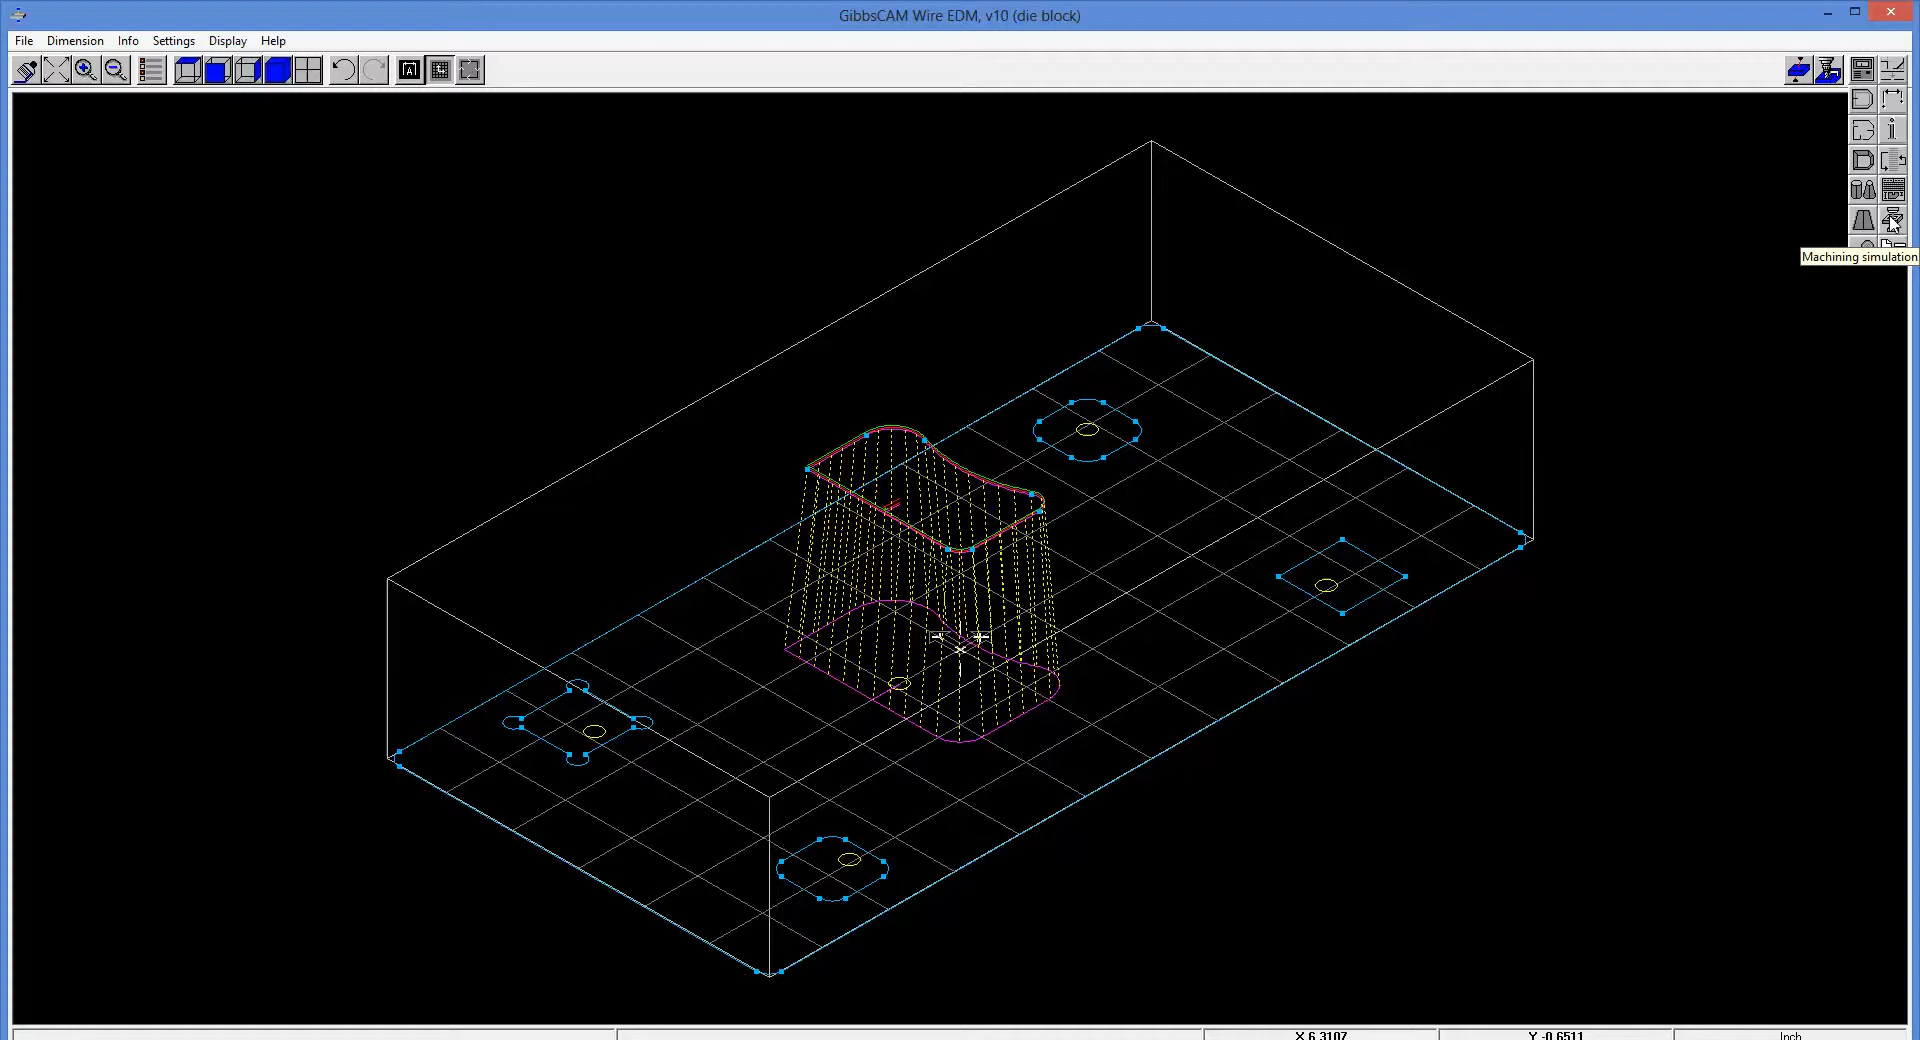 GibbsCAM Wire EDM, v10 (die block)
File Dimension Info Settings Display Help
A
i
Machining simulation
X 6.3107 Y -0.6511 Inch